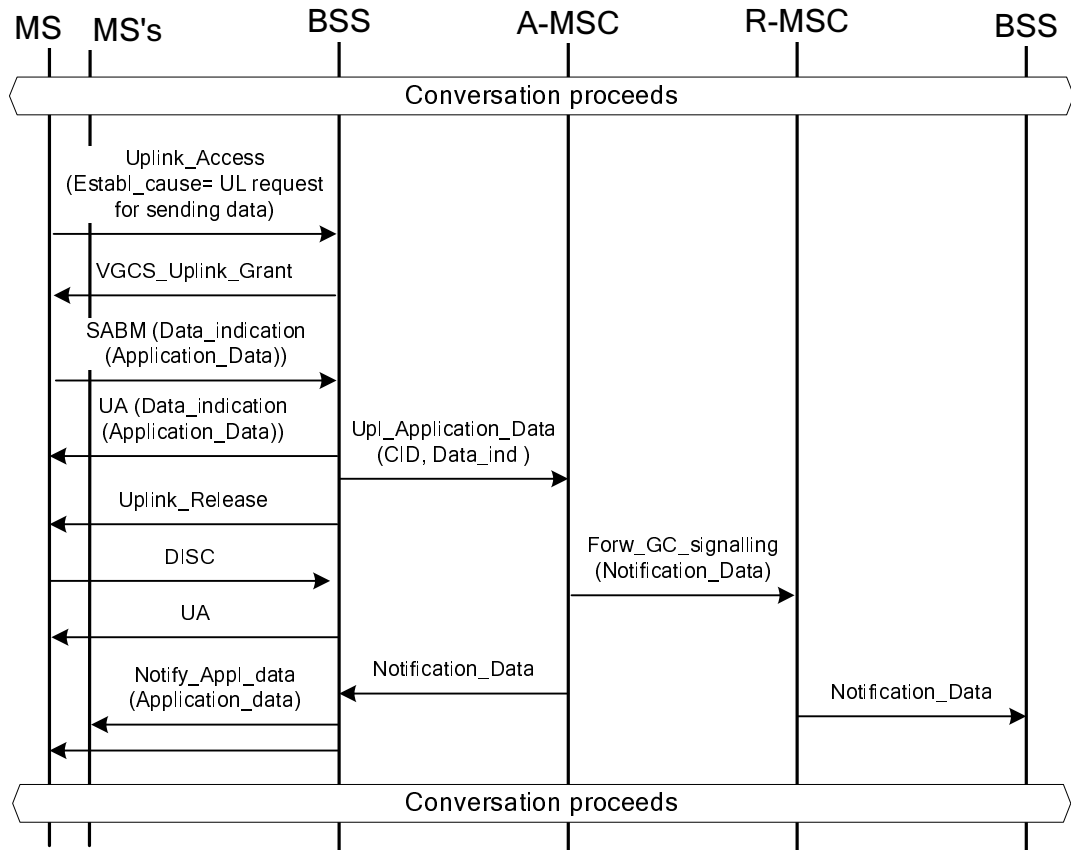 MS
MS's
BSS
A-MSC
R-MSC
BSS
Conversation proceeds
Uplink_Access
(Establ_cause= UL request
for sending data)
VGCS_Uplink_Grant
SABM (Data_indication
(Application_Data))
UA (Data_indication
(Application_Data))
Upl_Application_Data
(CID, Data_ind )
Uplink_Release
Forw_GC_signalling
(Notification_Data)
DISC
UA
Notify_Appl_data
(Application_data)
Notification_Data
Notification_Data
Conversation proceeds